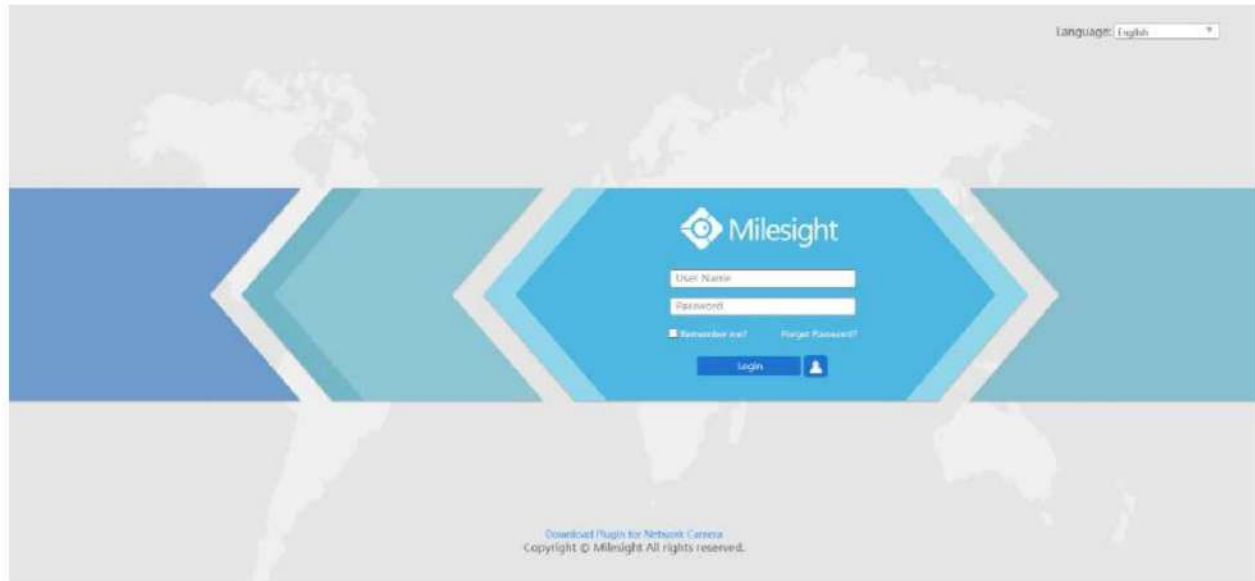 Language: English
Milesight
User Name
Password
Remember me? Forget Password?
Login
Download Plugin for Network Camera
Copyright © Milesight All rights reserved.